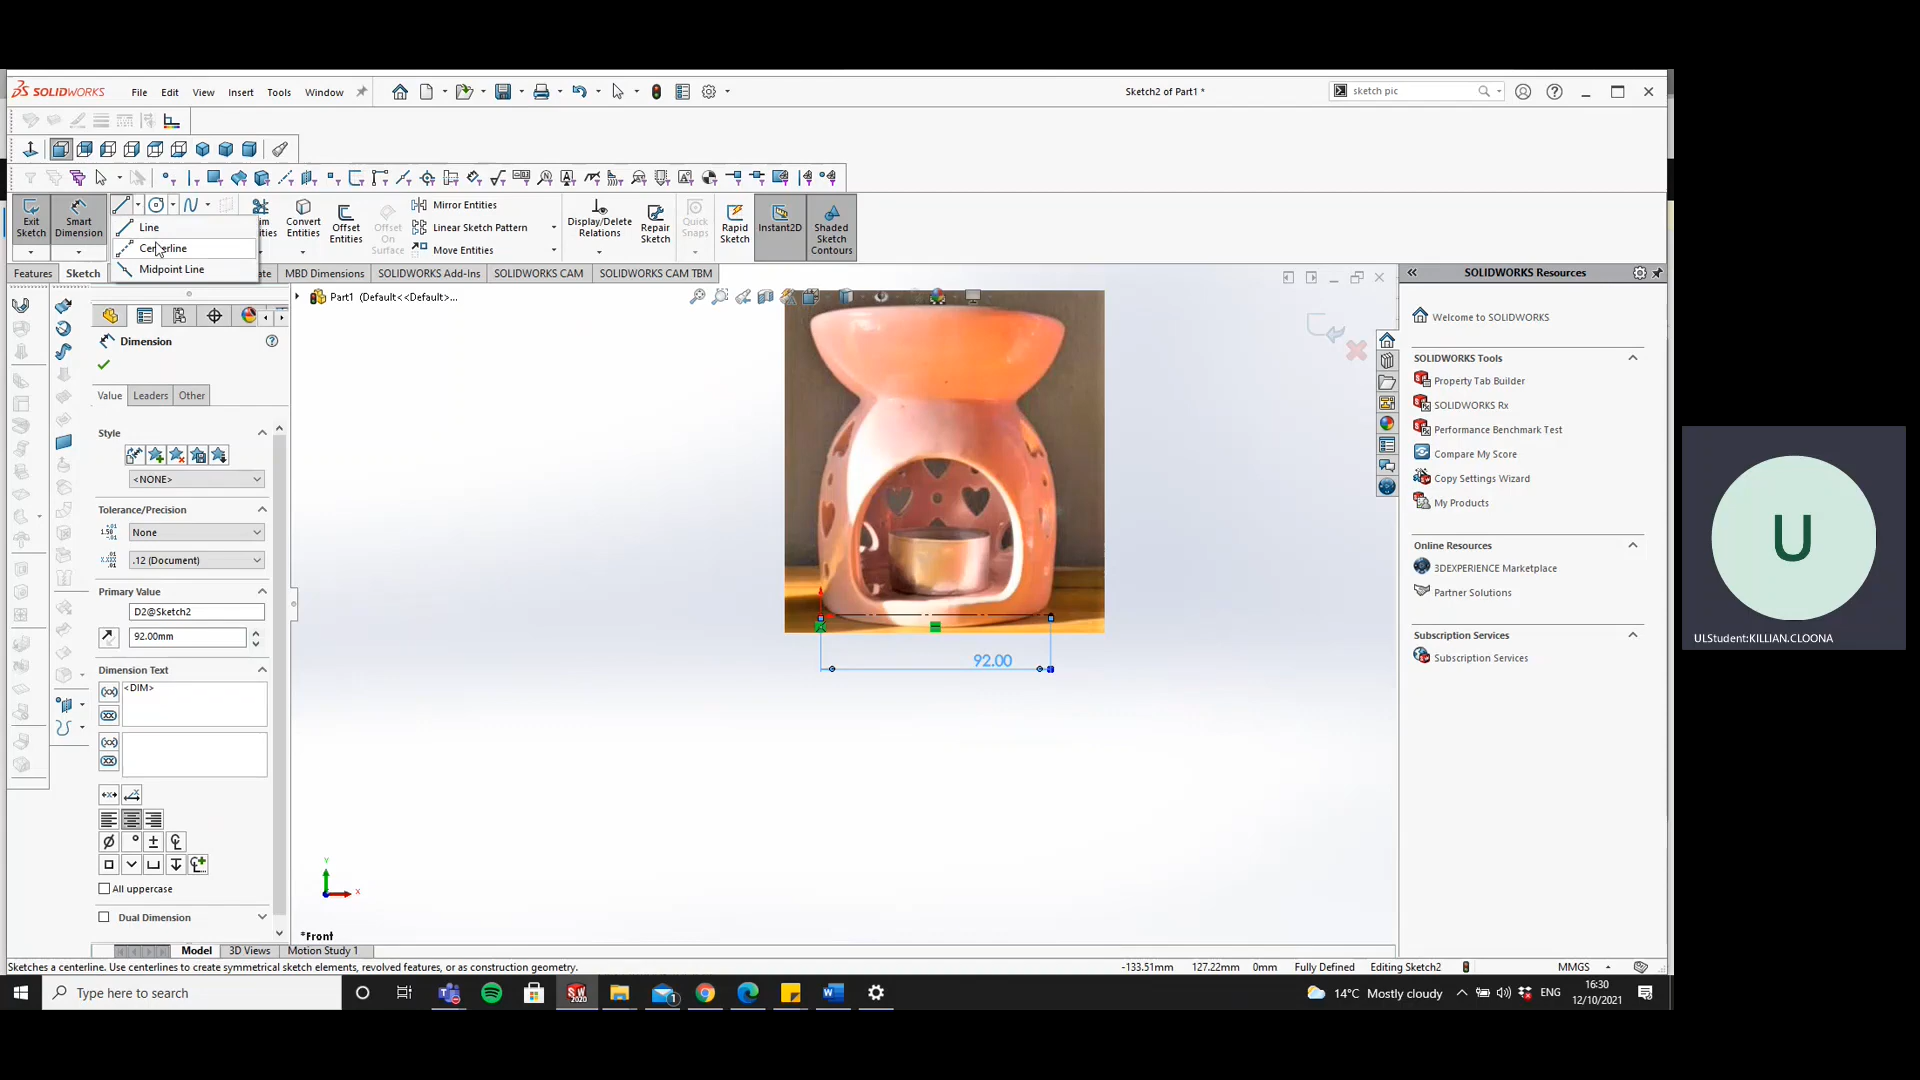 SOLIDWORKS File Edit View Insert Tools Window Sketch2 of Part1 * sketch pic
Exit Sketch
Smart Dimension
Convert Entities
Offset Entities
Offset On Surface
Mirror Entities
Linear Sketch Pattern
Move Entities
Display/Delete Relations
Repair Sketch
Quick Snaps
Rapid Sketch
Instant2D
Shaded Sketch Contours
Line
Centerline
Midpoint Line
Features Sketch MBD Dimensions SOLIDWORKS Add-Ins SOLIDWORKS CAM SOLIDWORKS CAM TBM
Part1 (Default<<Default>...
Dimension
Value Leaders Other
Style
<NONE>
Tolerance/Precision
None
.12 (Document)
Primary Value
D2@Sketch2
92.00mm
Dimension Text
<DIM>
All uppercase
Dual Dimension
92.00
Y
X
*Front
Model 3D Views Motion Study 1
SOLIDWORKS Resources
Welcome to SOLIDWORKS
SOLIDWORKS Tools
Property Tab Builder
SOLIDWORKS Rx
Performance Benchmark Test
Compare My Score
Copy Settings Wizard
My Products
Online Resources
3DEXPERIENCE Marketplace
Partner Solutions
Subscription Services
Subscription Services
U
ULStudent:KILLIAN.CLOONA
Sketches a centerline. Use centerlines to create symmetrical sketch elements, revolved features, or as construction geometry.
-133.51mm 127.22mm 0mm Fully Defined Editing Sketch2 MMGS
Type here to search
14°C Mostly cloudy ENG 16:30
12/10/2021